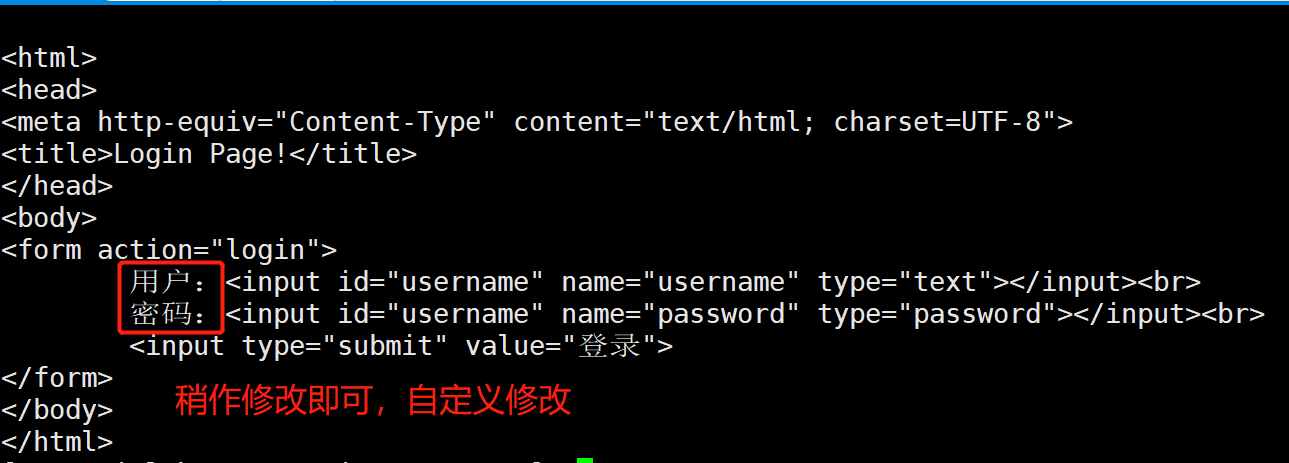 <html>
<head>
<meta http-equiv="Content-Type" content="text/html; charset=UTF-8">
<title>Login Page!</title>
</head>
<body>
<form action="login">
用户：<input id="username" name="username" type="text"></input><br>
密码：<input id="username" name="password" type="password"></input><br>
<input type="submit" value="登录">
</form>
稍作修改即可，自定义修改
</body>
</html>